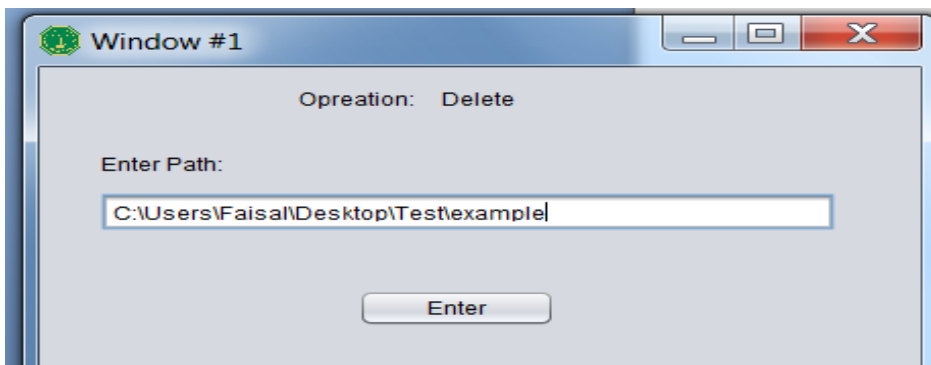 Window #1
Opreation: Delete
Enter Path:
C:\Users\Faisal\Desktop\Test\example
Enter